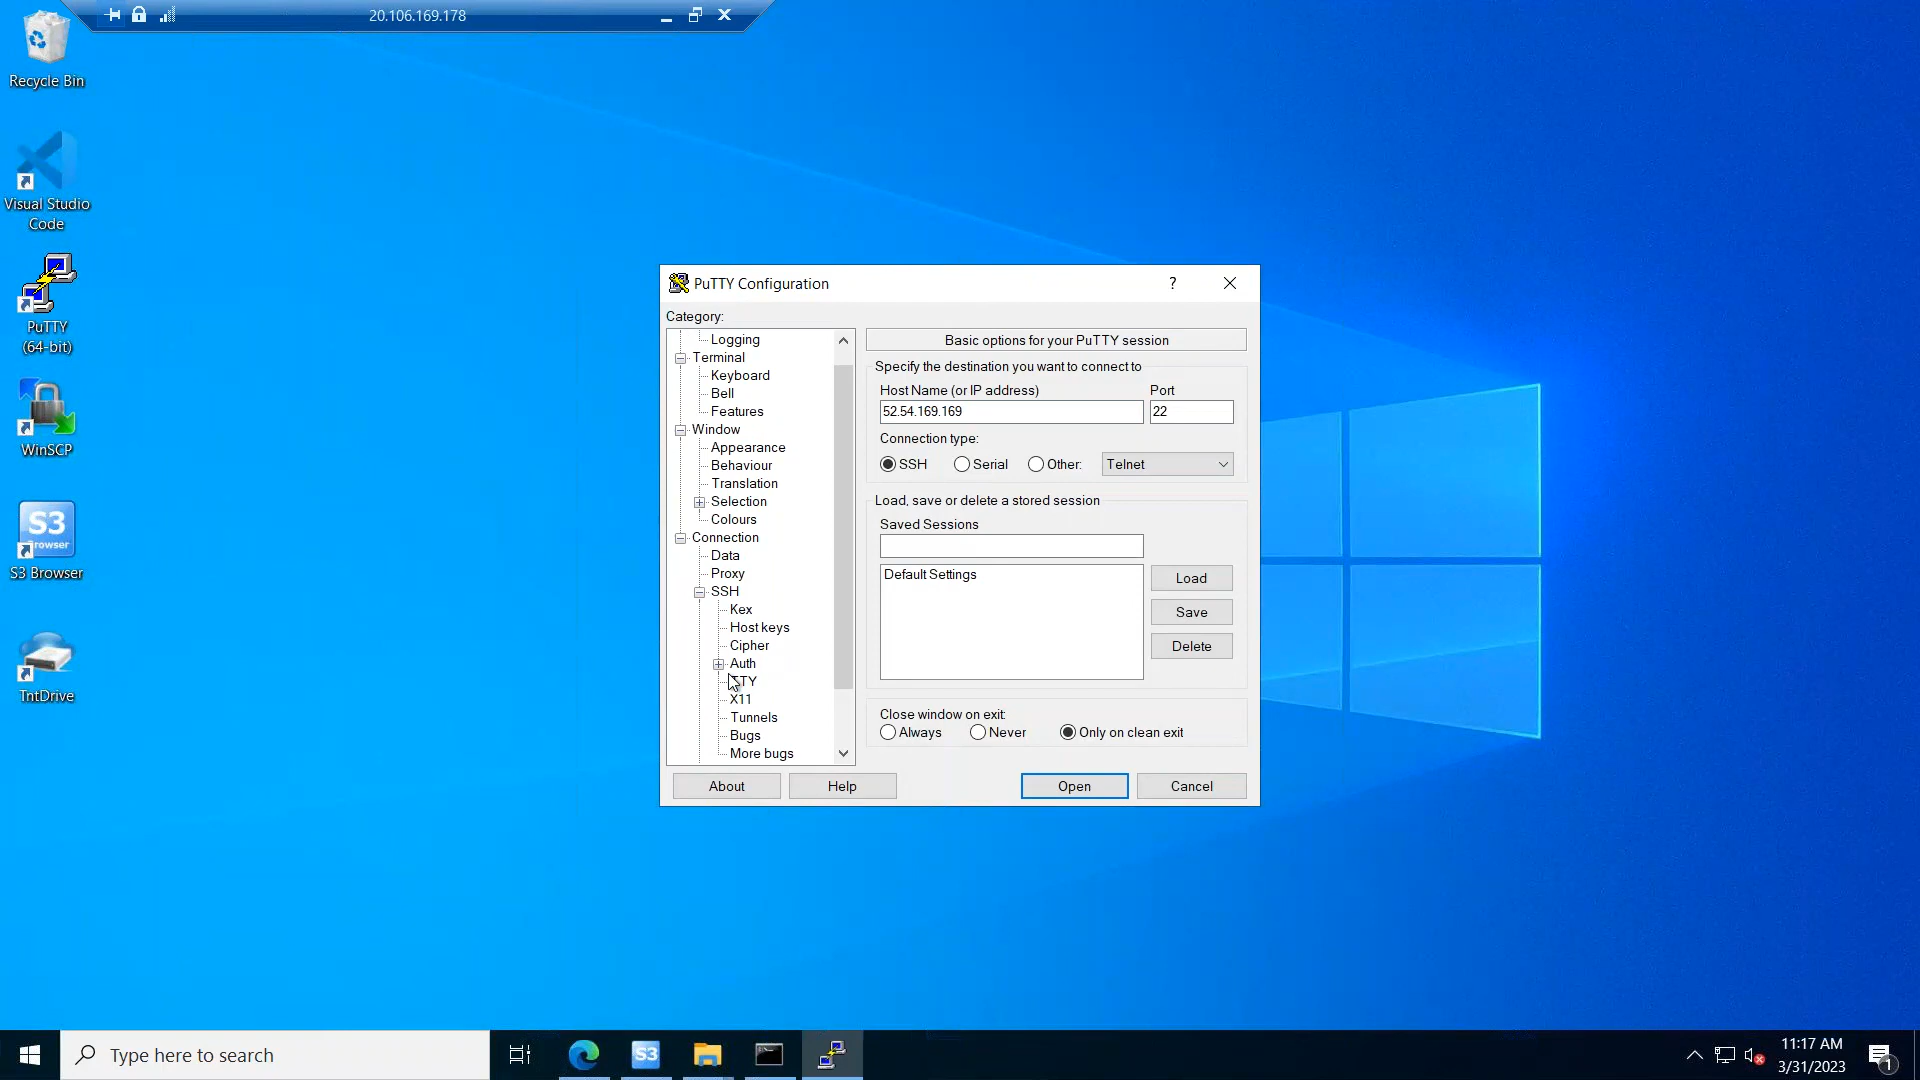 20.106.169.178
Recycle Bin
Visual Studio
Code
PuTTY
(64-bit)
WinSCP
S3
Browser
S3 Browser
TntDrive
PuTTY Configuration
?
Category:
Logging
Terminal
Keyboard
Bell
Features
Window
Appearance
Behaviour
Translation
Selection
Colours
Connection
Data
Proxy
SSH
Kex
Host keys
Cipher
Auth
TTY
X11
Tunnels
Bugs
More bugs
Basic options for your PuTTY session
Specify the destination you want to connect to
Host Name (or IP address) Port
52.54.169.169 22
Connection type:
SSH Serial Other: Telnet
Load, save or delete a stored session
Saved Sessions
Default Settings
Load
Save
Delete
Close window on exit:
Always Never Only on clean exit
About Help Open Cancel
Type here to search
S3
11:17 AM
3/31/2023
1